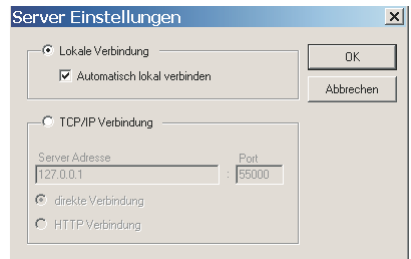 Server Einstellungen
Lokale Verbindung
OK
Automatisch lokal verbinden
Abbrechen
TCP/IP Verbindung
Server Adresse Port
127.0.0.1 : 55000
direkte Verbindung
HTTP Verbindung